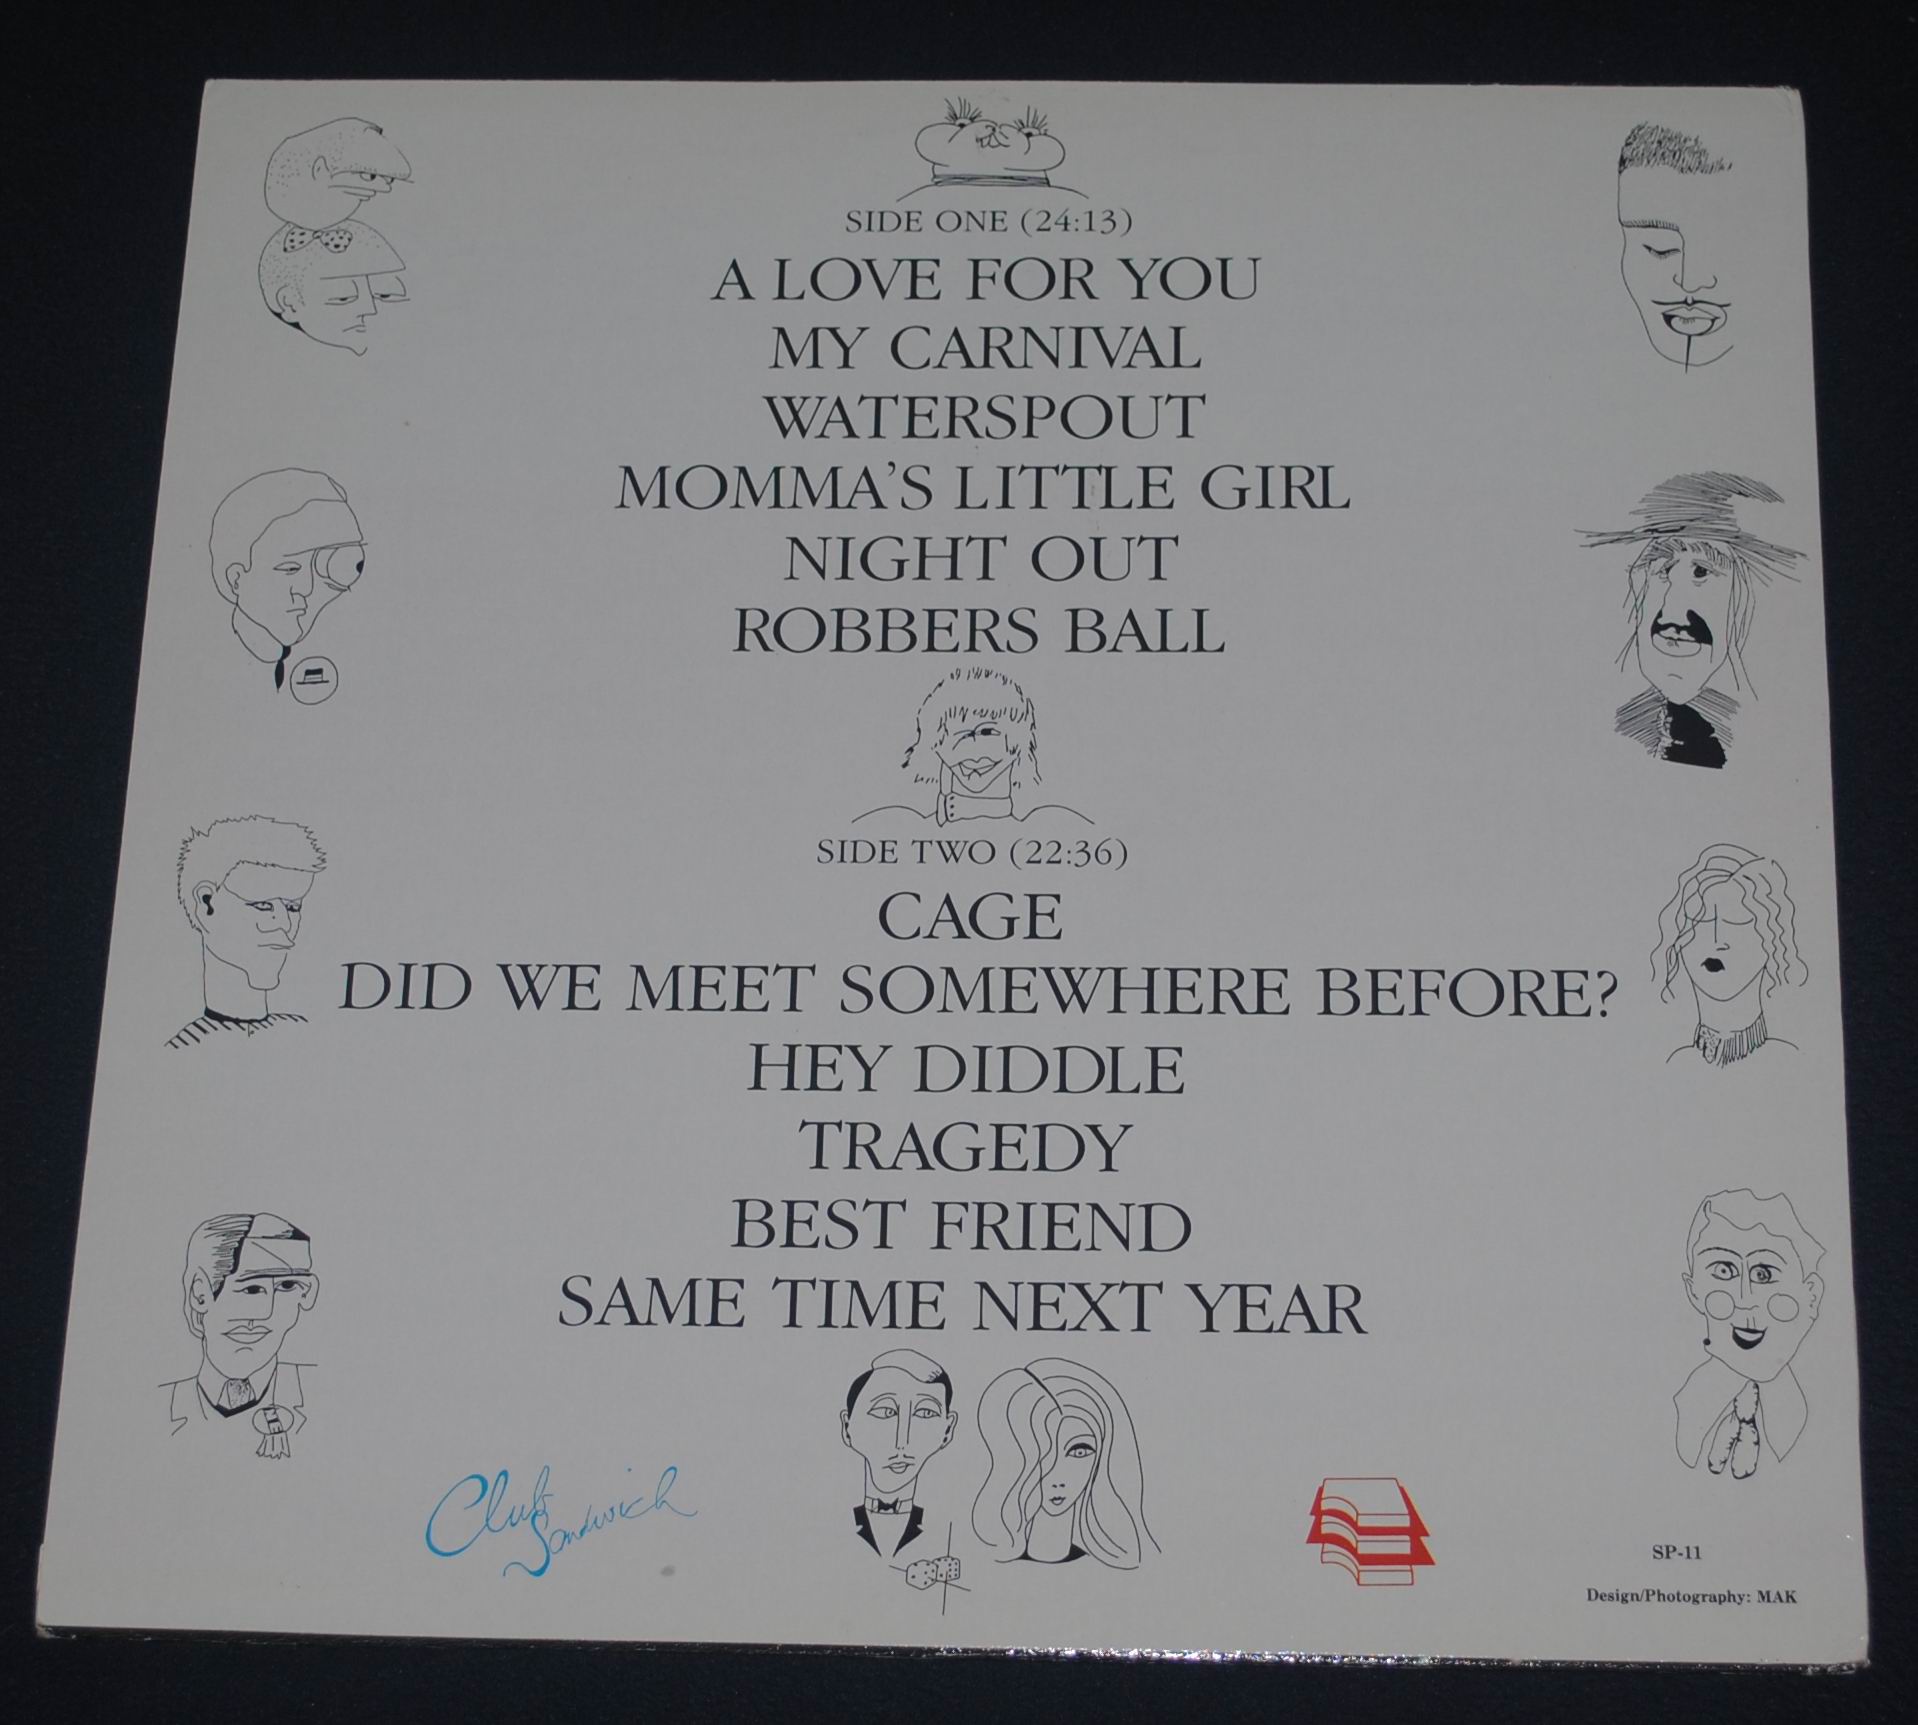 SIDE ONE (24:13)
A LOVE FOR YOU
MY CARNIVAL
WATERSPOUT
MOMMA'S LITTLE GIRL
NIGHT OUT
ROBBERS BALL
SIDE TWO (22:36)
CAGE
DID WE MEET SOMEWHERE BEFORE?
HEY DIDDLE
TRAGEDY
BEST FRIEND
SAME TIME NEXT YEAR
Club
Sandwich
SP-11
Design/Photography: MAK